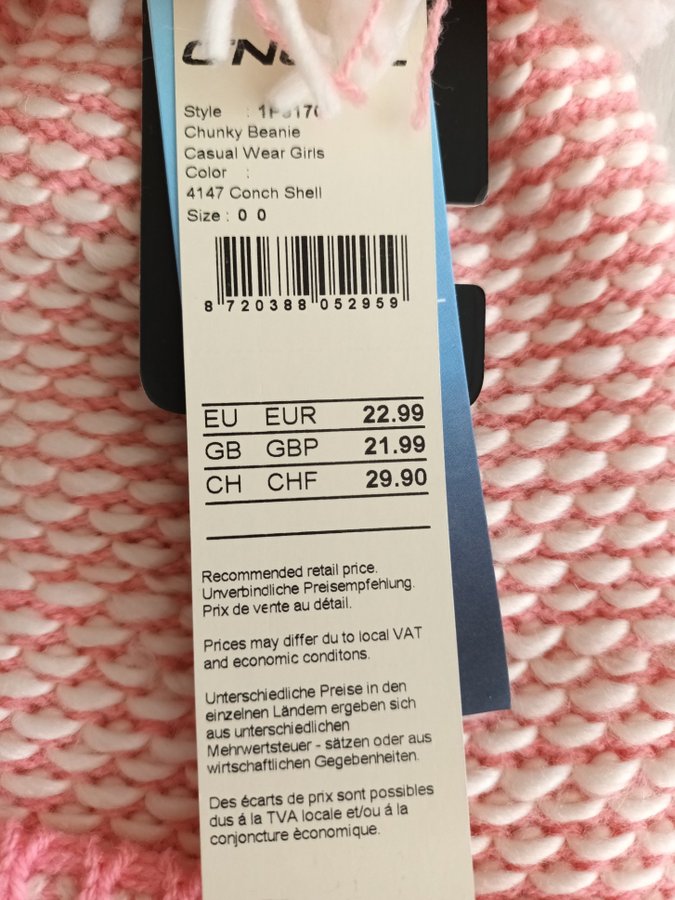 Style :
Chunky Beanie
Casual Wear Girls
Color :
4147 Conch Shell
Size : 0 0
8 720388 052959
EU EUR 22.99
GB GBP 21.99
CH CHF 29.90
Recommended retail price.
Unverbindliche Preisempfehlung.
Prix de vente au détail.
Prices may differ du to local VAT
and economic conditons.
Unterschiedliche Preise in den
einzelnen Ländern ergeben sich
aus unterschiedlichen
Mehrwertsteuer - sätzen oder aus
wirtschaftlichen Gegebenheiten.
Des écarts de prix sont possibles
dus á la TVA locale et/ou á la
conjoncture èconomique.